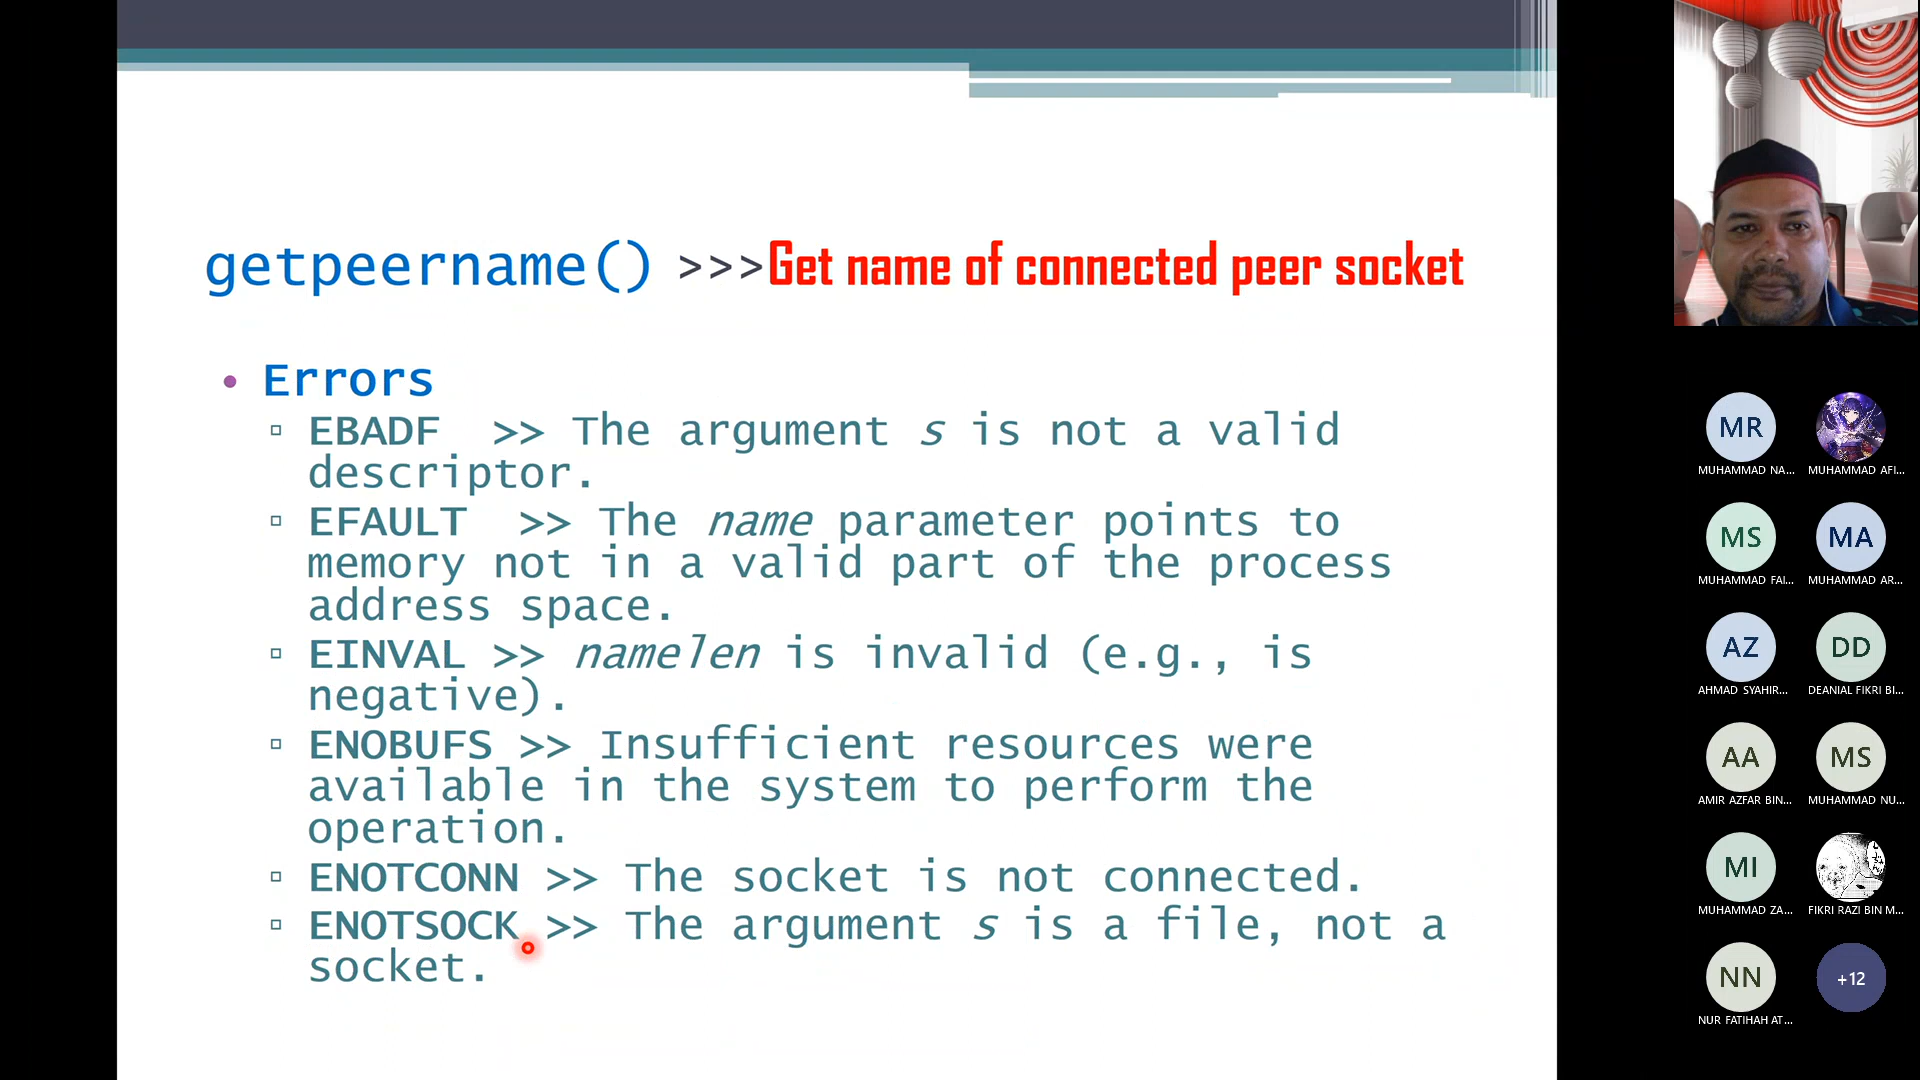 getpeername() >>>Get name of connected peer socket
• Errors
▫ EBADF >> The argument s is not a valid
descriptor.
▫ EFAULT >> The name parameter points to
memory not in a valid part of the process
address space.
▫ EINVAL >> namelen is invalid (e.g., is
negative).
▫ ENOBUFS >> Insufficient resources were
available in the system to perform the
operation.
▫ ENOTCONN >> The socket is not connected.
▫ ENOTSOCK >> The argument s is a file, not a
socket.
MR
MUHAMMAD NA...
MUHAMMAD AFI...
MS
MUHAMMAD FAI...
MA
MUHAMMAD AR...
AZ
AHMAD SYAHIR...
DD
DEANIAL FIKRI BI...
AA
AMIR AZFAR BIN...
MS
MUHAMMAD NU...
MI
MUHAMMAD ZA...
FIKRI RAZI BIN M...
NN
NUR FATIHAH AT...
+12